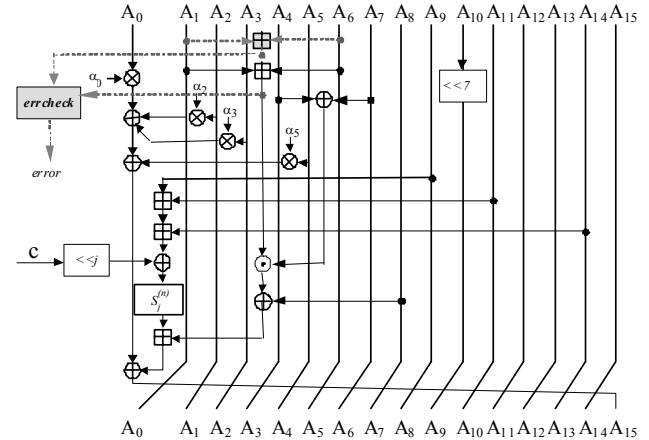 A0 A1 A2 A3 A4 A5 A6 A7 A8 A9 A10 A11 A12 A13 A14 A15
α0
<<7
errcheck
α2
α3
α5
error
c
<<j
Sj(n)
A0 A1 A2 A3 A4 A5 A6 A7 A8 A9 A10 A11 A12 A13 A14 A15